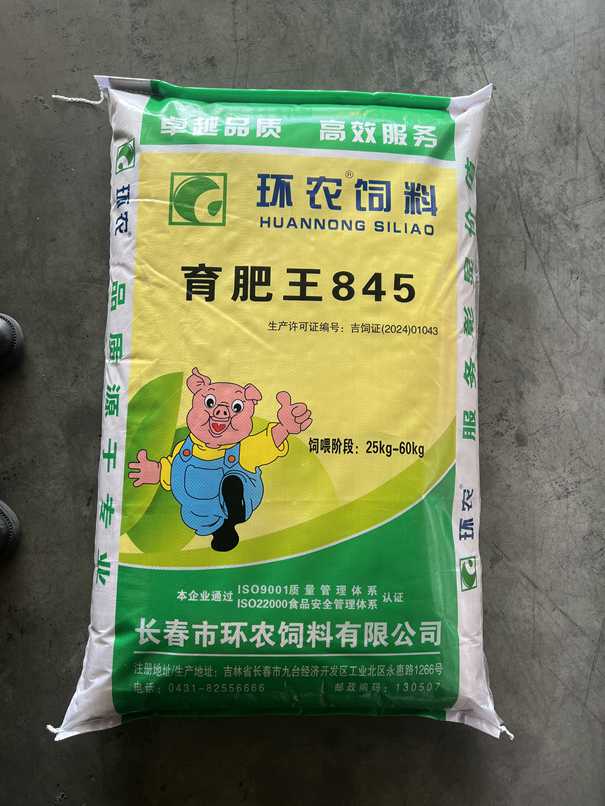 卓越品质 高效服务
环农®饲料
HUANNONG SILIAO
育肥王845
生产许可证编号：吉饲证(2024)01043
饲喂阶段：25kg-60kg
本企业通过 ISO9001质量管理体系 认证
ISO22000食品安全管理体系
长春市环农饲料有限公司
注册地址/生产地址：吉林省长春市九台经济开发区工业北区永惠路1266号
电话：0431-82556666 邮政编码：130507
环农
品质源于专业
环农